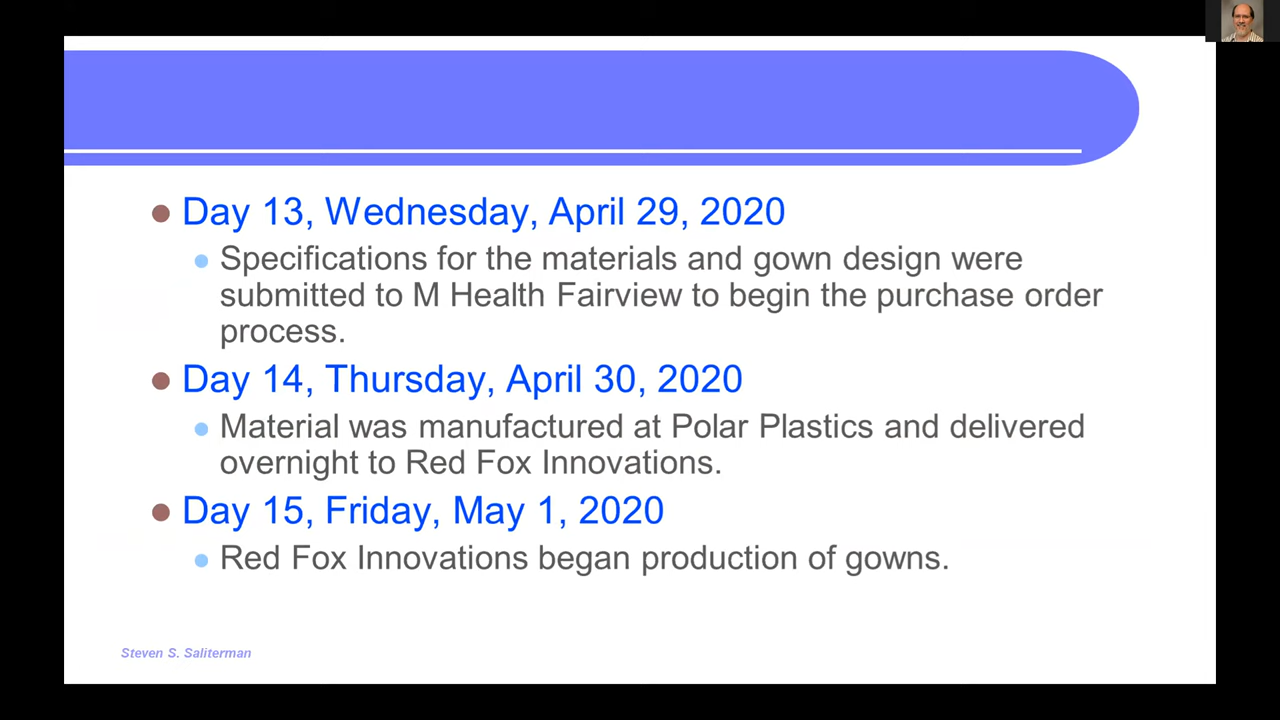 Day 13, Wednesday, April 29, 2020
Specifications for the materials and gown design were
submitted to M Health Fairview to begin the purchase order
process.
Day 14, Thursday, April 30, 2020
Material was manufactured at Polar Plastics and delivered
overnight to Red Fox Innovations.
Day 15, Friday, May 1, 2020
Red Fox Innovations began production of gowns.
Steven S. Saliterman